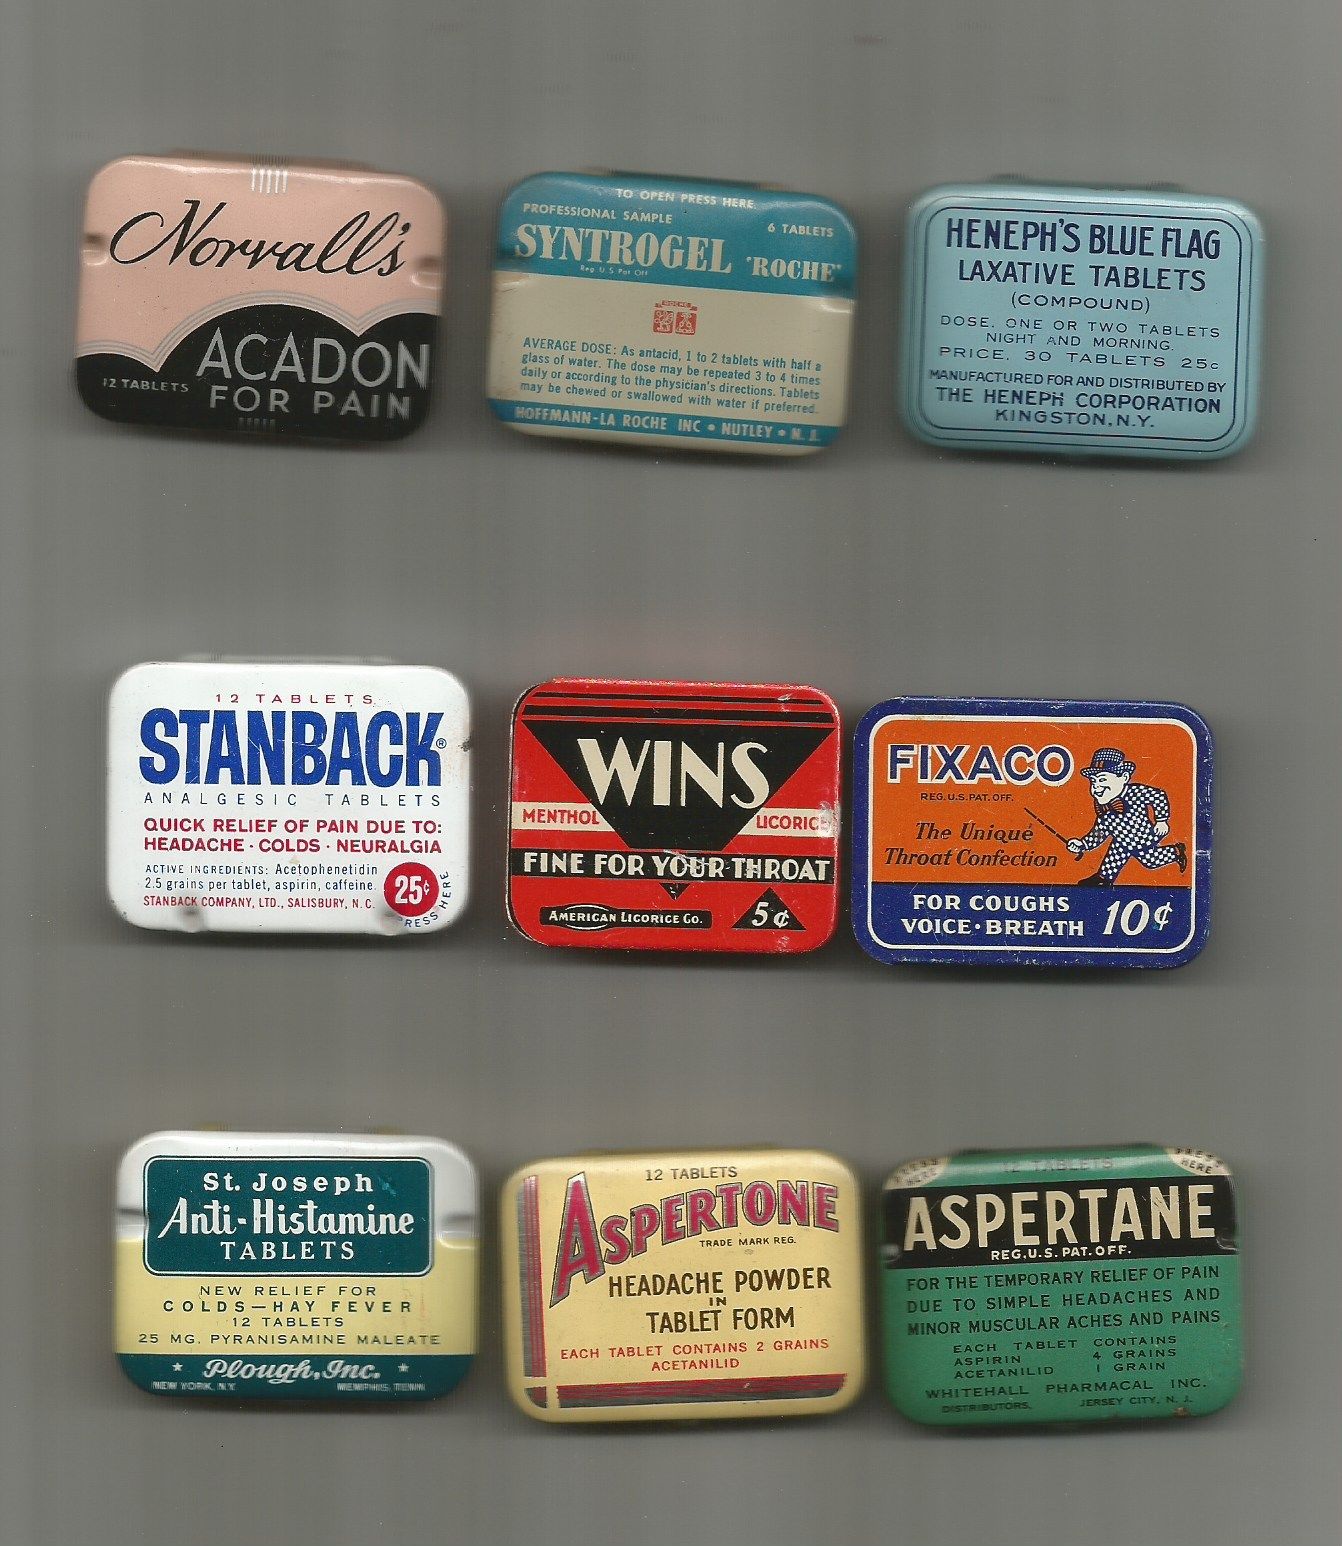 Norvall's
ACADON
12 TABLETS
FOR PAIN
TO OPEN PRESS HERE.
PROFESSIONAL SAMPLE
6 TABLETS
SYNTROGEL 'ROCHE'
Reg. U.S. Pat. Off
ROCHE
AVERAGE DOSE: As antacid, 1 to 2 tablets with half a
glass of water. The dose may be repeated 3 to 4 times
daily or according to the physician's directions. Tablets
may be chewed or swallowed with water if preferred.
HOFFMANN-LA ROCHE INC • NUTLEY • N. J.
HENEPH'S BLUE FLAG
LAXATIVE TABLETS
(COMPOUND)
DOSE, ONE OR TWO TABLETS
NIGHT AND MORNING.
PRICE, 30 TABLETS 25c
MANUFACTURED FOR AND DISTRIBUTED BY
THE HENEPH CORPORATION
KINGSTON, N.Y.
12 TABLETS
STANBACK®
ANALGESIC TABLETS
QUICK RELIEF OF PAIN DUE TO:
HEADACHE · COLDS · NEURALGIA
ACTIVE INGREDIENTS: Acetophenetidin
2.5 grains per tablet, aspirin, caffeine.
STANBACK COMPANY, LTD., SALISBURY, N. C.
25¢
PRESS HERE
WINS
MENTHOL
LICORICE
FINE FOR YOUR THROAT
AMERICAN LICORICE CO.
5¢
FIXACO
REG. U.S. PAT. OFF.
The Unique
Throat Confection
FOR COUGHS
VOICE · BREATH
10¢
St. Joseph
Anti-Histamine
TABLETS
NEW RELIEF FOR
COLDS—HAY FEVER
12 TABLETS
25 MG. PYRANISAMINE MALEATE
* Plough, Inc. *
NEW YORK, N.Y. MEMPHIS, TENN.
12 TABLETS
ASPERTONE
TRADE MARK REG.
HEADACHE POWDER
IN
TABLET FORM
EACH TABLET CONTAINS 2 GRAINS
ACETANILID
PRESS HERE
12 TABLETS
PRESS HERE
ASPERTANE
REG. U.S. PAT. OFF.
FOR THE TEMPORARY RELIEF OF PAIN
DUE TO SIMPLE HEADACHES AND
MINOR MUSCULAR ACHES AND PAINS
EACH TABLET CONTAINS
ASPIRIN 4 GRAINS
ACETANILID 1 GRAIN
WHITEHALL PHARMACAL INC.
DISTRIBUTORS, JERSEY CITY, N. J.